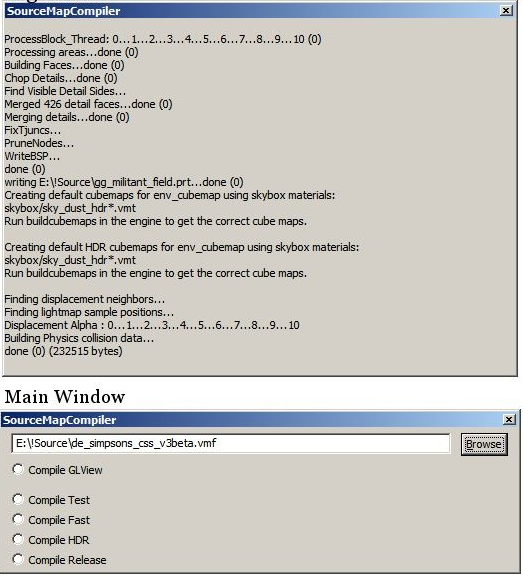 SourceMapCompiler
ProcessBlock_Thread: 0...1...2...3...4...5...6...7...8...9...10 (0)
Processing areas...done (0)
Building Faces...done (0)
Chop Details...done (0)
Find Visible Detail Sides...
Merged 426 detail faces...done (0)
Merging details...done (0)
FixTjuncs...
PruneNodes...
WriteBSP...
done (0)
writing E:\!Source\gg_militant_field.prt...done (0)
Creating default cubemaps for env_cubemap using skybox materials:
skybox/sky_dust_hdr*.vmt
Run buildcubemaps in the engine to get the correct cube maps.
Creating default HDR cubemaps for env_cubemap using skybox materials:
skybox/sky_dust_hdr*.vmt
Run buildcubemaps in the engine to get the correct cube maps.
Finding displacement neighbors...
Finding lightmap sample positions...
Displacement Alpha : 0...1...2...3...4...5...6...7...8...9...10
Building Physics collision data...
done (0) (232515 bytes)
Main Window
SourceMapCompiler
E:\!Source\de_simpsons_css_v3beta.vmf
Browse
Compile GLView
Compile Test
Compile Fast
Compile HDR
Compile Release